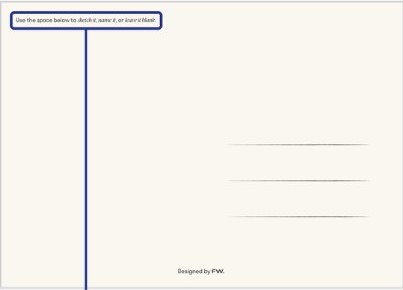 Use the space below to sketch it, name it, or leave it blank.
Designed by FW.